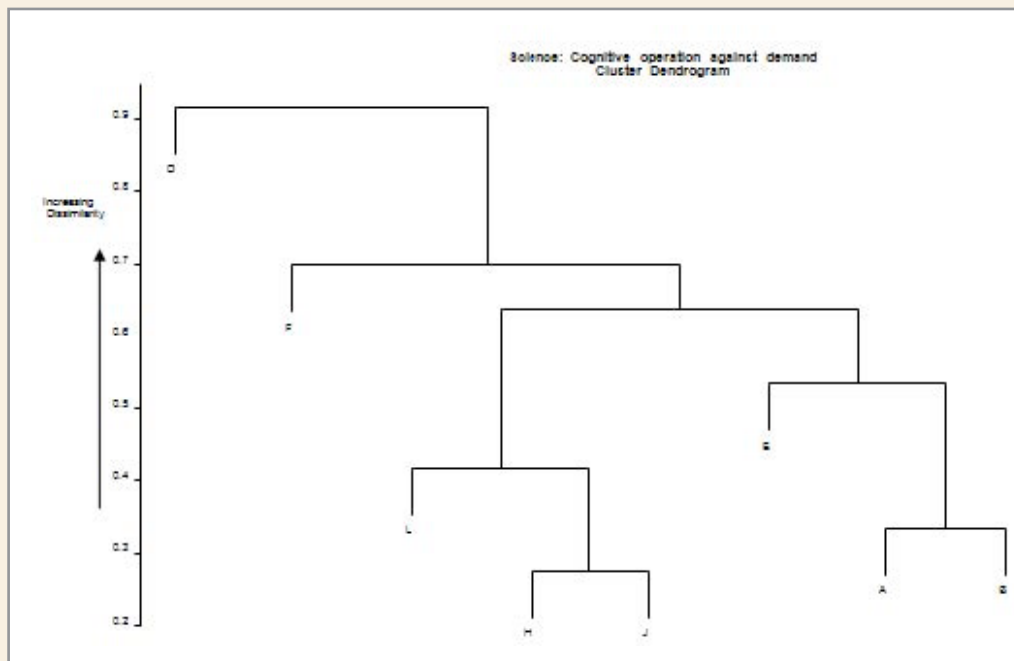 Science: Cognitive operation against demand
Cluster Dendrogram
0.9
D
0.8
Increasing
Dissimilarity
0.7
F
0.6
0.5
0.4
L
0.3
A
0.2
H J